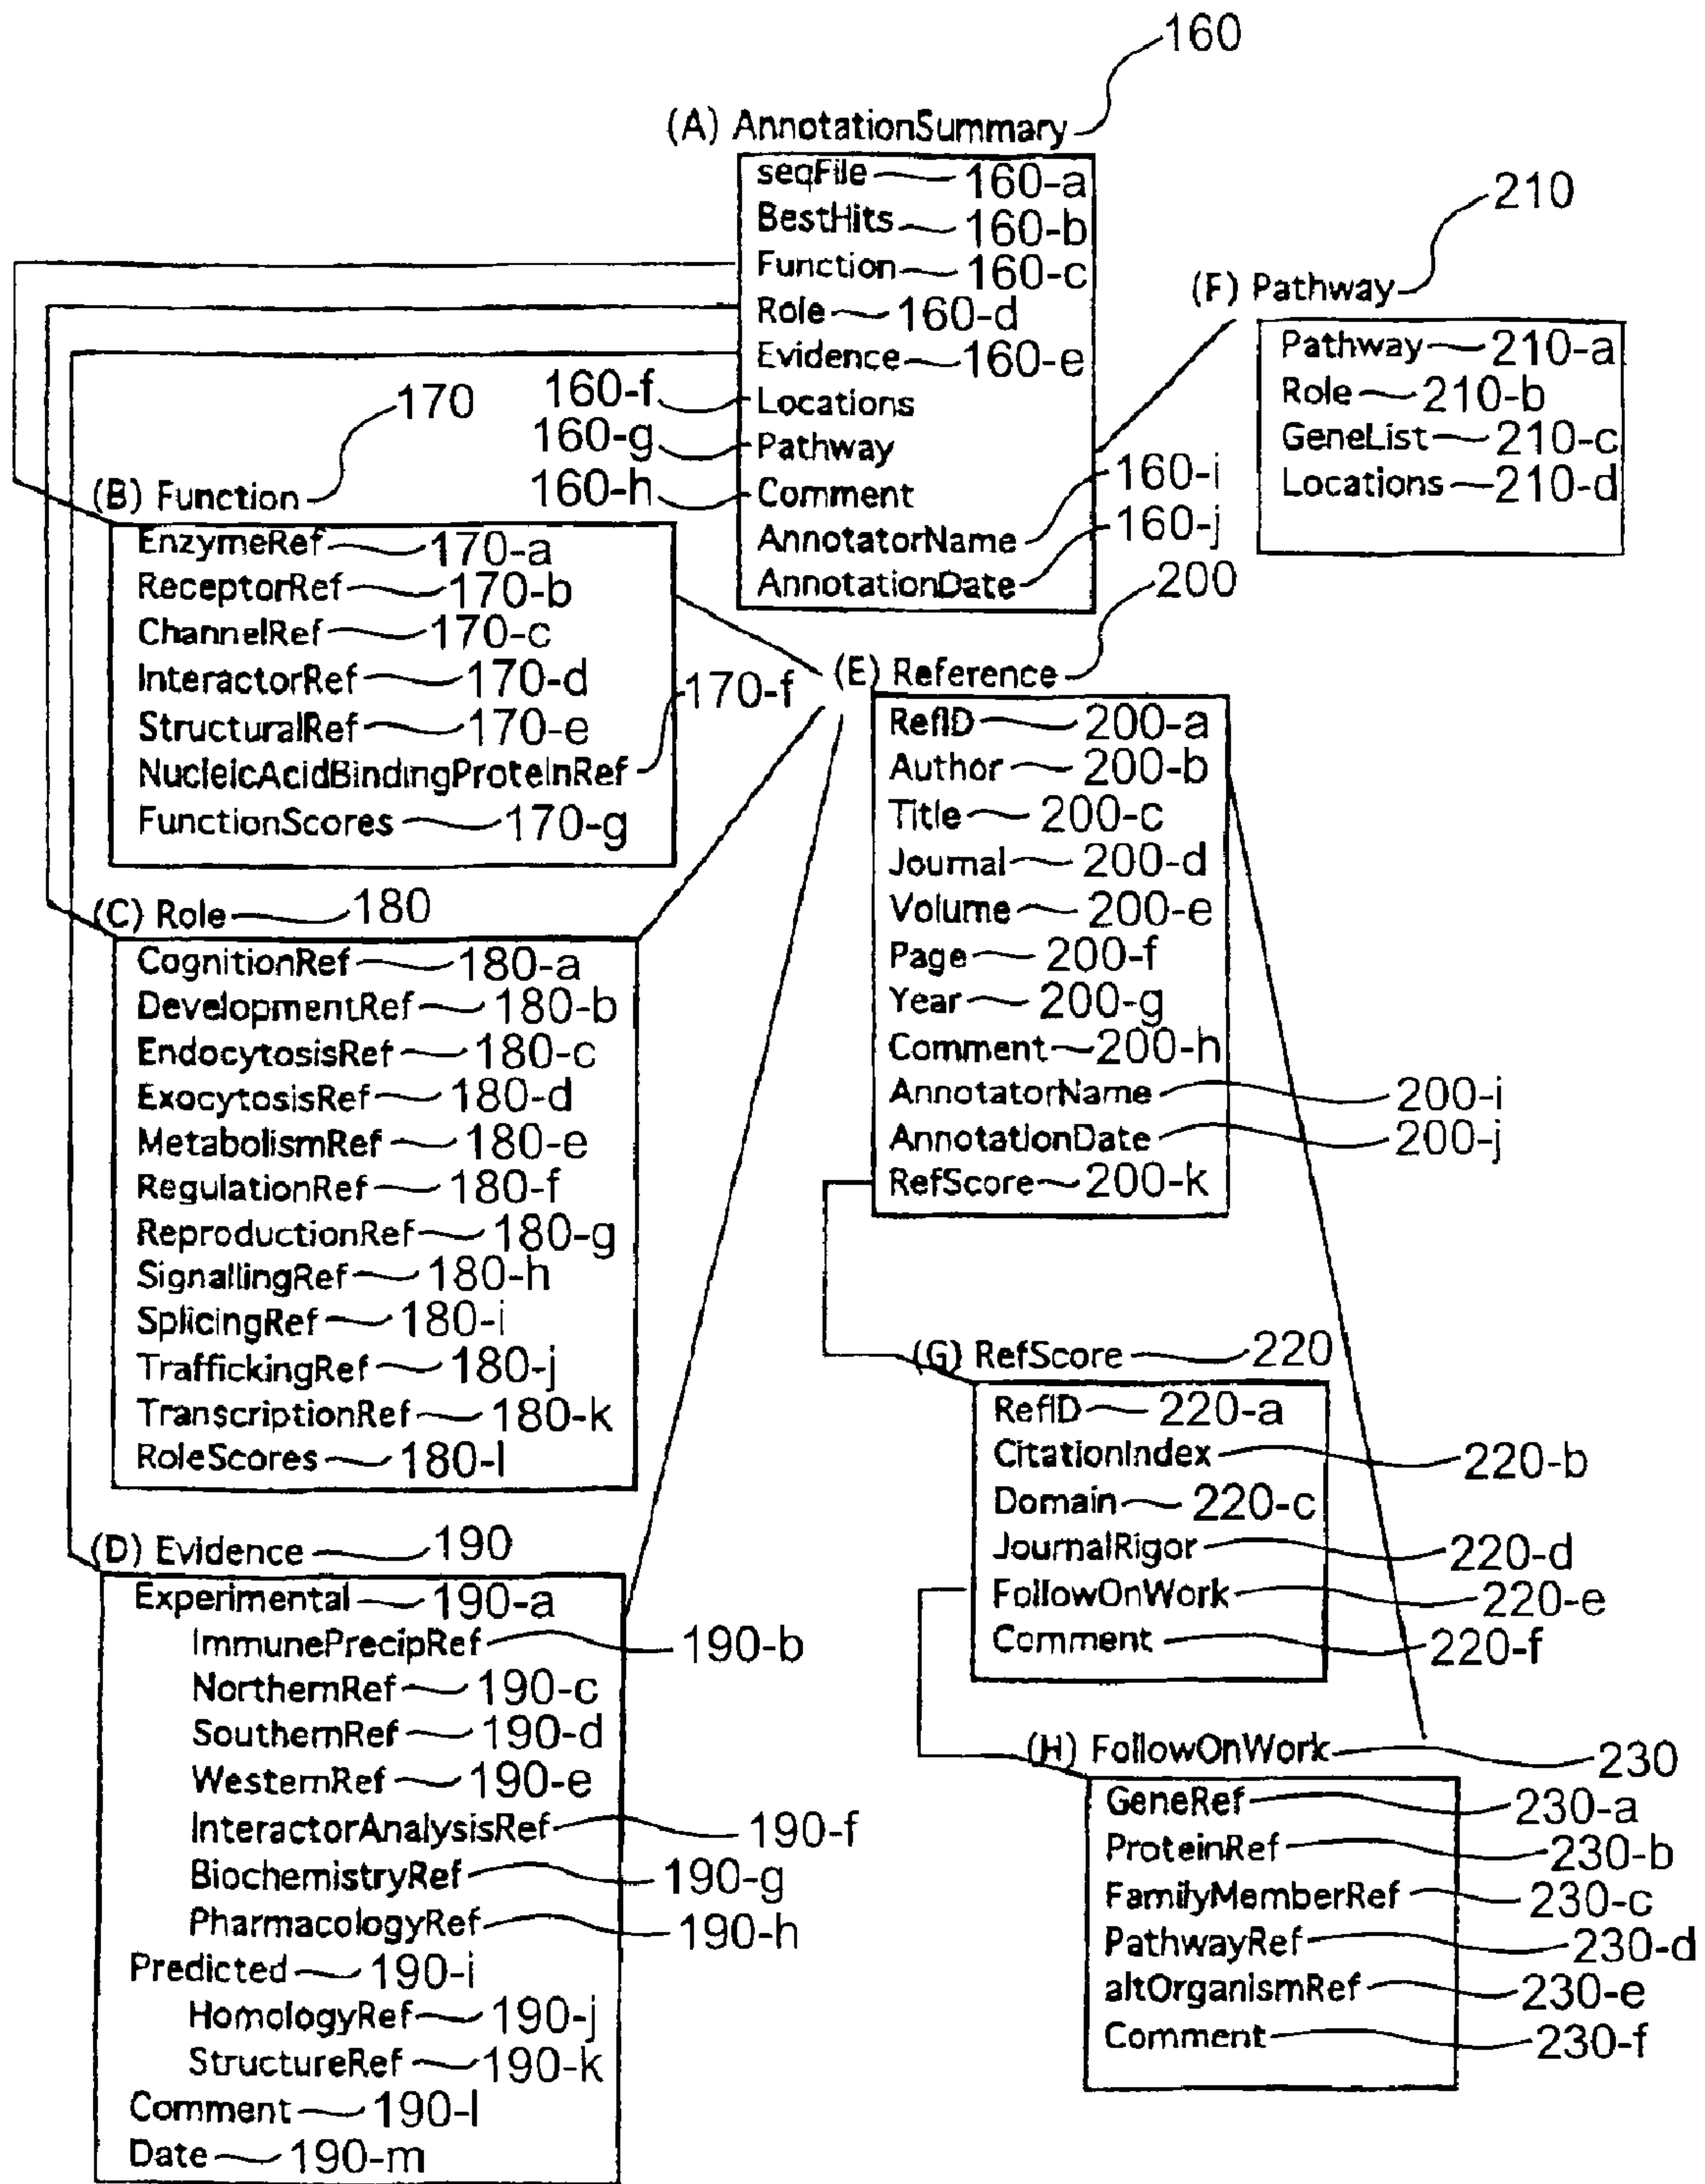 160
(A) AnnotationSummary
seqFile 160-a
BestHits 160-b
Function 160-c
Role 160-d
Evidence 160-e
160-f Locations
160-g Pathway
160-h Comment
AnnotatorName 160-i
AnnotationDate 160-j
210
(F) Pathway
Pathway 210-a
Role 210-b
GeneList 210-c
Locations 210-d
170
(B) Function
EnzymeRef 170-a
ReceptorRef 170-b
ChannelRef 170-c
InteractorRef 170-d
StructuralRef 170-e
NucleicAcidBindingProteinRef 170-f
FunctionScores 170-g
(C) Role 180
CognitionRef 180-a
DevelopmentRef 180-b
EndocytosisRef 180-c
ExocytosisRef 180-d
MetabolismRef 180-e
RegulationRef 180-f
ReproductionRef 180-g
SignallingRef 180-h
SplicingRef 180-i
TraffickingRef 180-j
TranscriptionRef 180-k
RoleScores 180-l
(D) Evidence 190
Experimental 190-a
ImmunePrecipRef 190-b
NorthernRef 190-c
SouthernRef 190-d
WesternRef 190-e
InteractorAnalysisRef 190-f
BiochemistryRef 190-g
PharmacologyRef 190-h
Predicted 190-i
HomologyRef 190-j
StructureRef 190-k
Comment 190-l
Date 190-m
200
(E) Reference
RefID 200-a
Author 200-b
Title 200-c
Journal 200-d
Volume 200-e
Page 200-f
Year 200-g
Comment 200-h
AnnotatorName 200-i
AnnotationDate 200-j
RefScore 200-k
(G) RefScore 220
RefID 220-a
CitationIndex 220-b
Domain 220-c
JournalRigor 220-d
FollowOnWork 220-e
Comment 220-f
(H) FollowOnWork 230
GeneRef 230-a
ProteinRef 230-b
FamilyMemberRef 230-c
PathwayRef 230-d
altOrganismRef 230-e
Comment 230-f